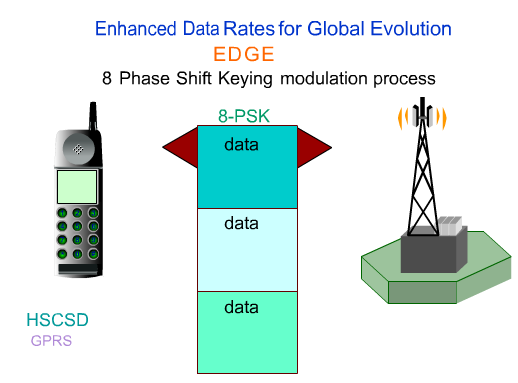 Enhanced Data Rates for Global Evolution
EDGE
8 Phase Shift Keying modulation process
8-PSK
data
data
data
HSCSD
GPRS